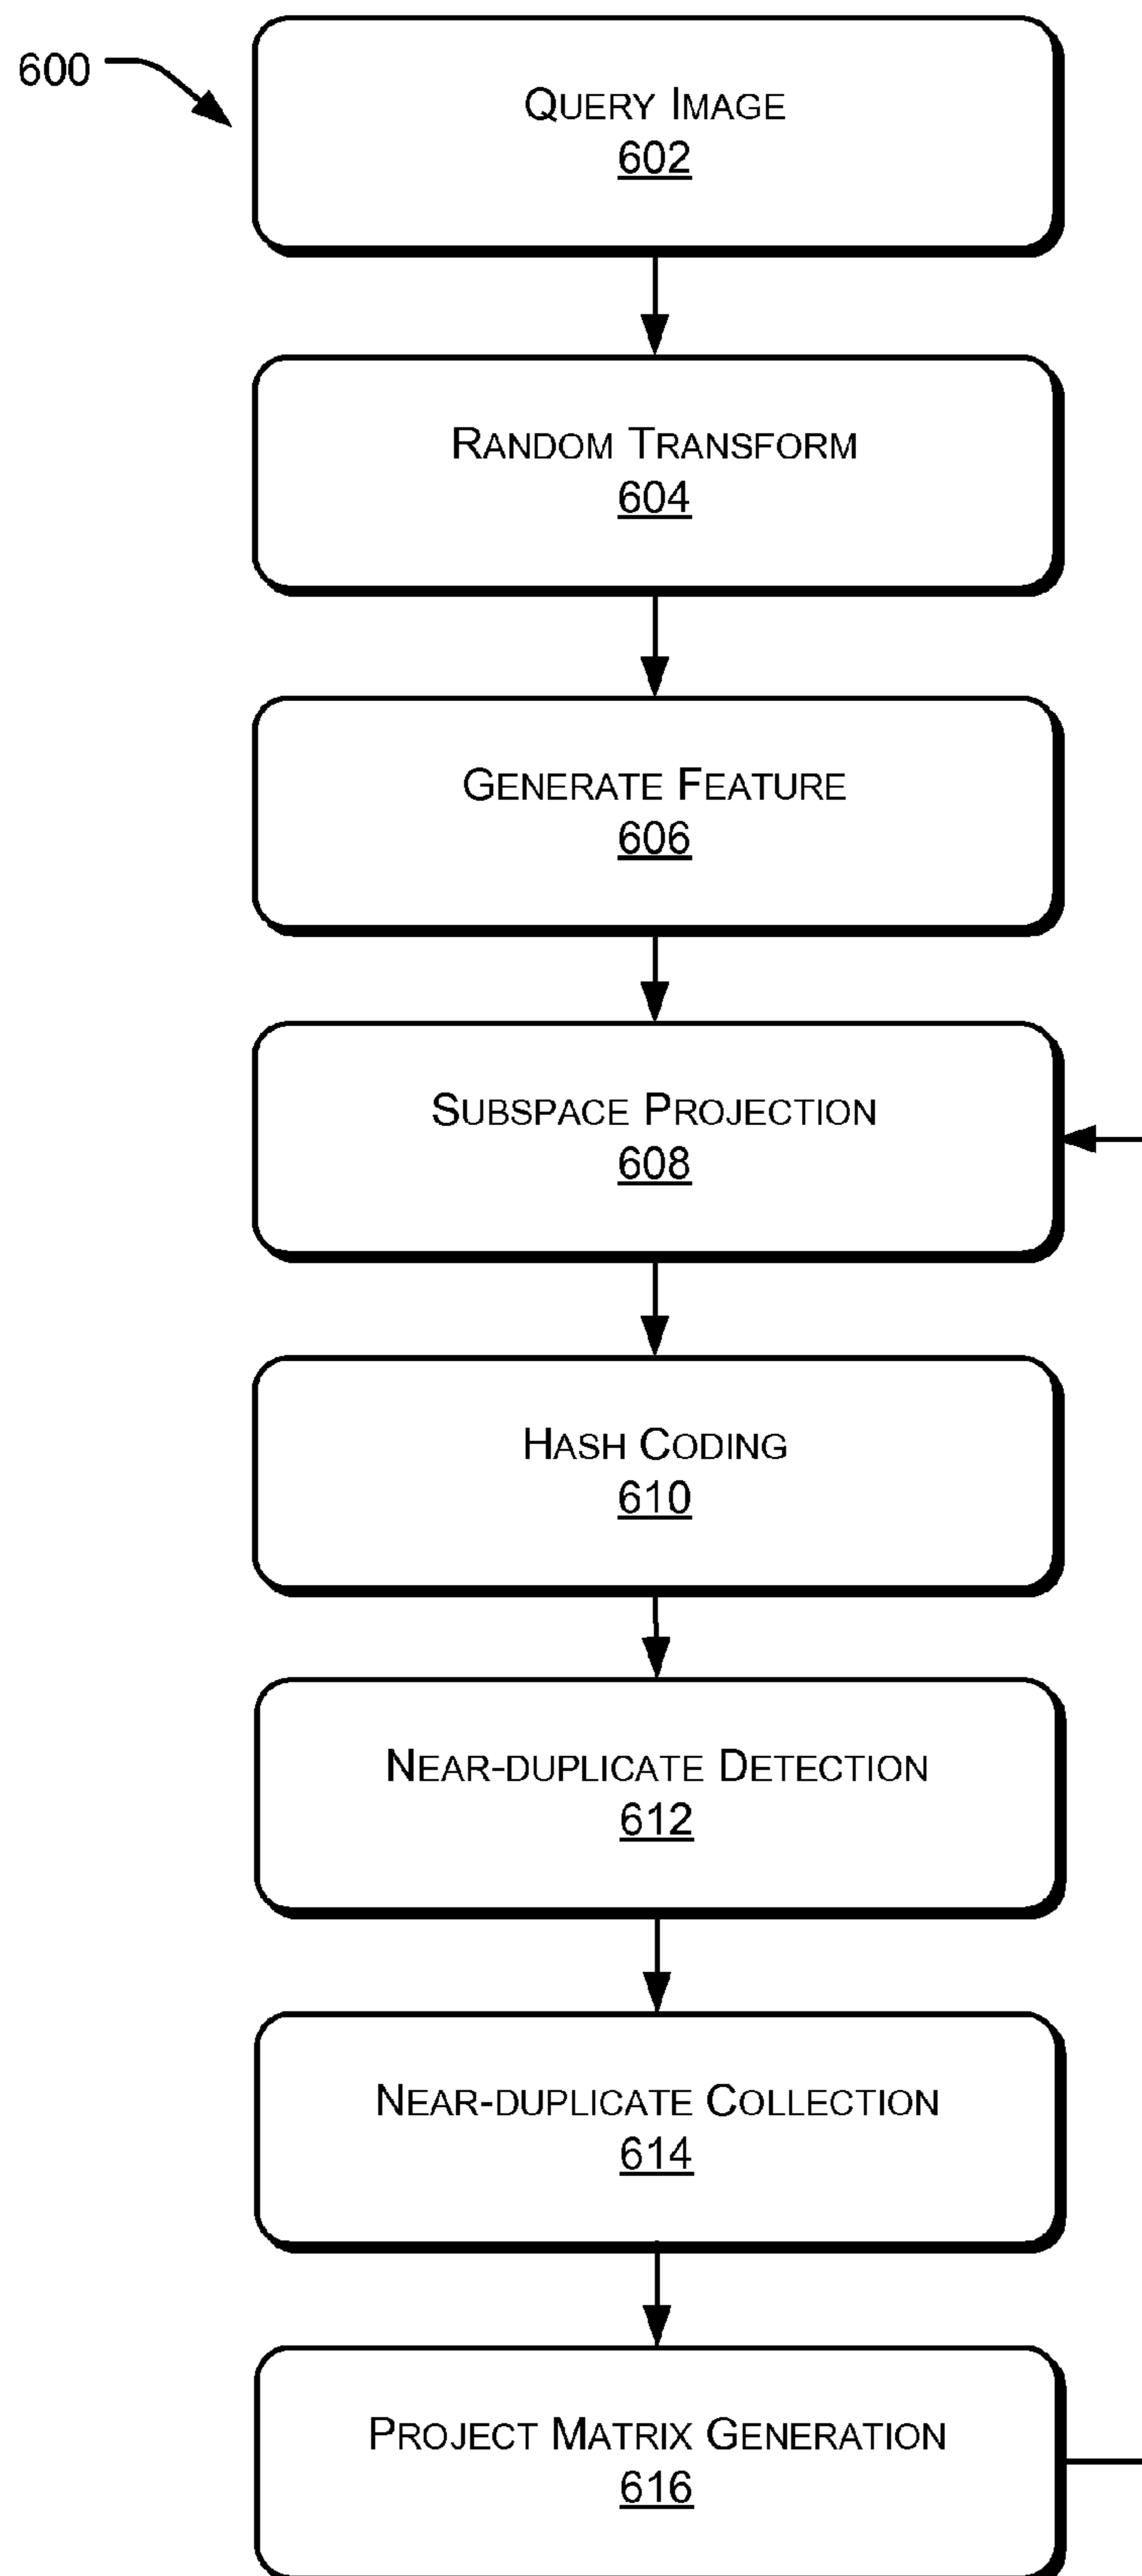 600
QUERY IMAGE
602
RANDOM TRANSFORM
604
GENERATE FEATURE
606
SUBSPACE PROJECTION
608
HASH CODING
610
NEAR-DUPLICATE DETECTION
612
NEAR-DUPLICATE COLLECTION
614
PROJECT MATRIX GENERATION
616